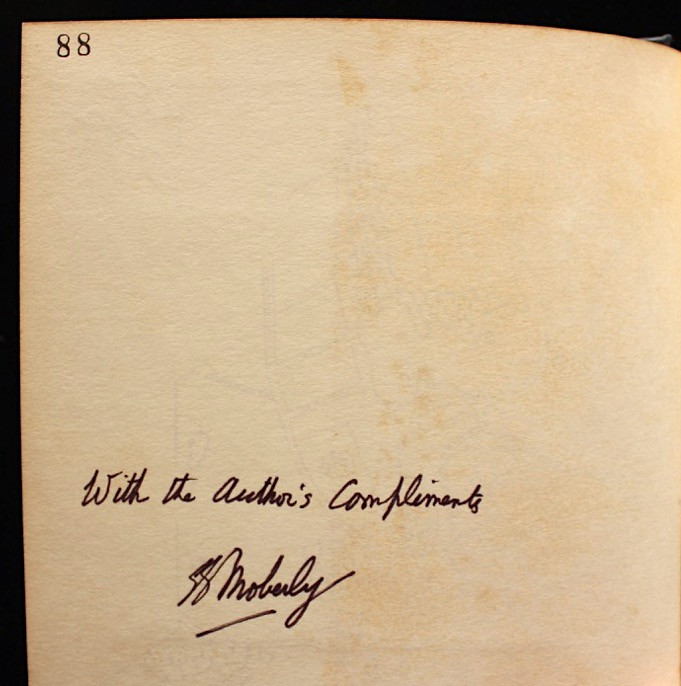 88
With the Author's Compliments
Moberly